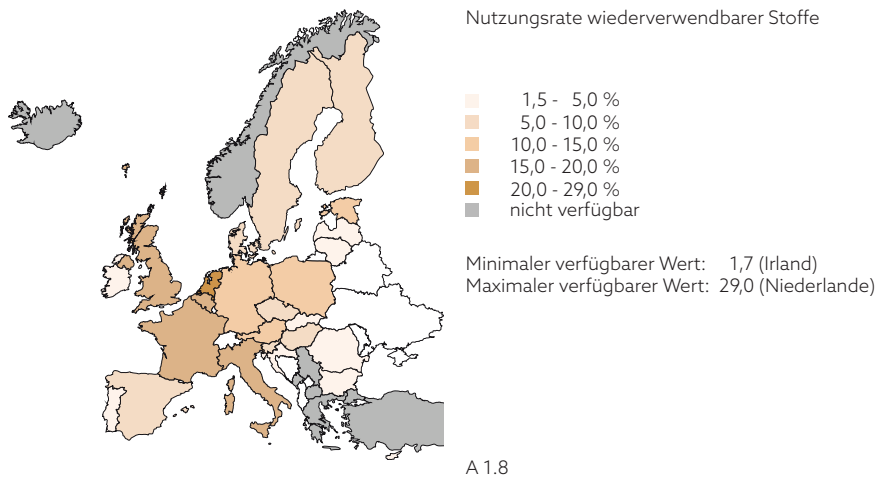 Nutzungsrate wiederverwendbarer Stoffe
1,5 - 5,0 %
5,0 - 10,0 %
10,0 - 15,0 %
15,0 - 20,0 %
20,0 - 29,0 %
nicht verfügbar
Minimaler verfügbarer Wert: 1,7 (Irland)
Maximaler verfügbarer Wert: 29,0 (Niederlande)
A 1.8